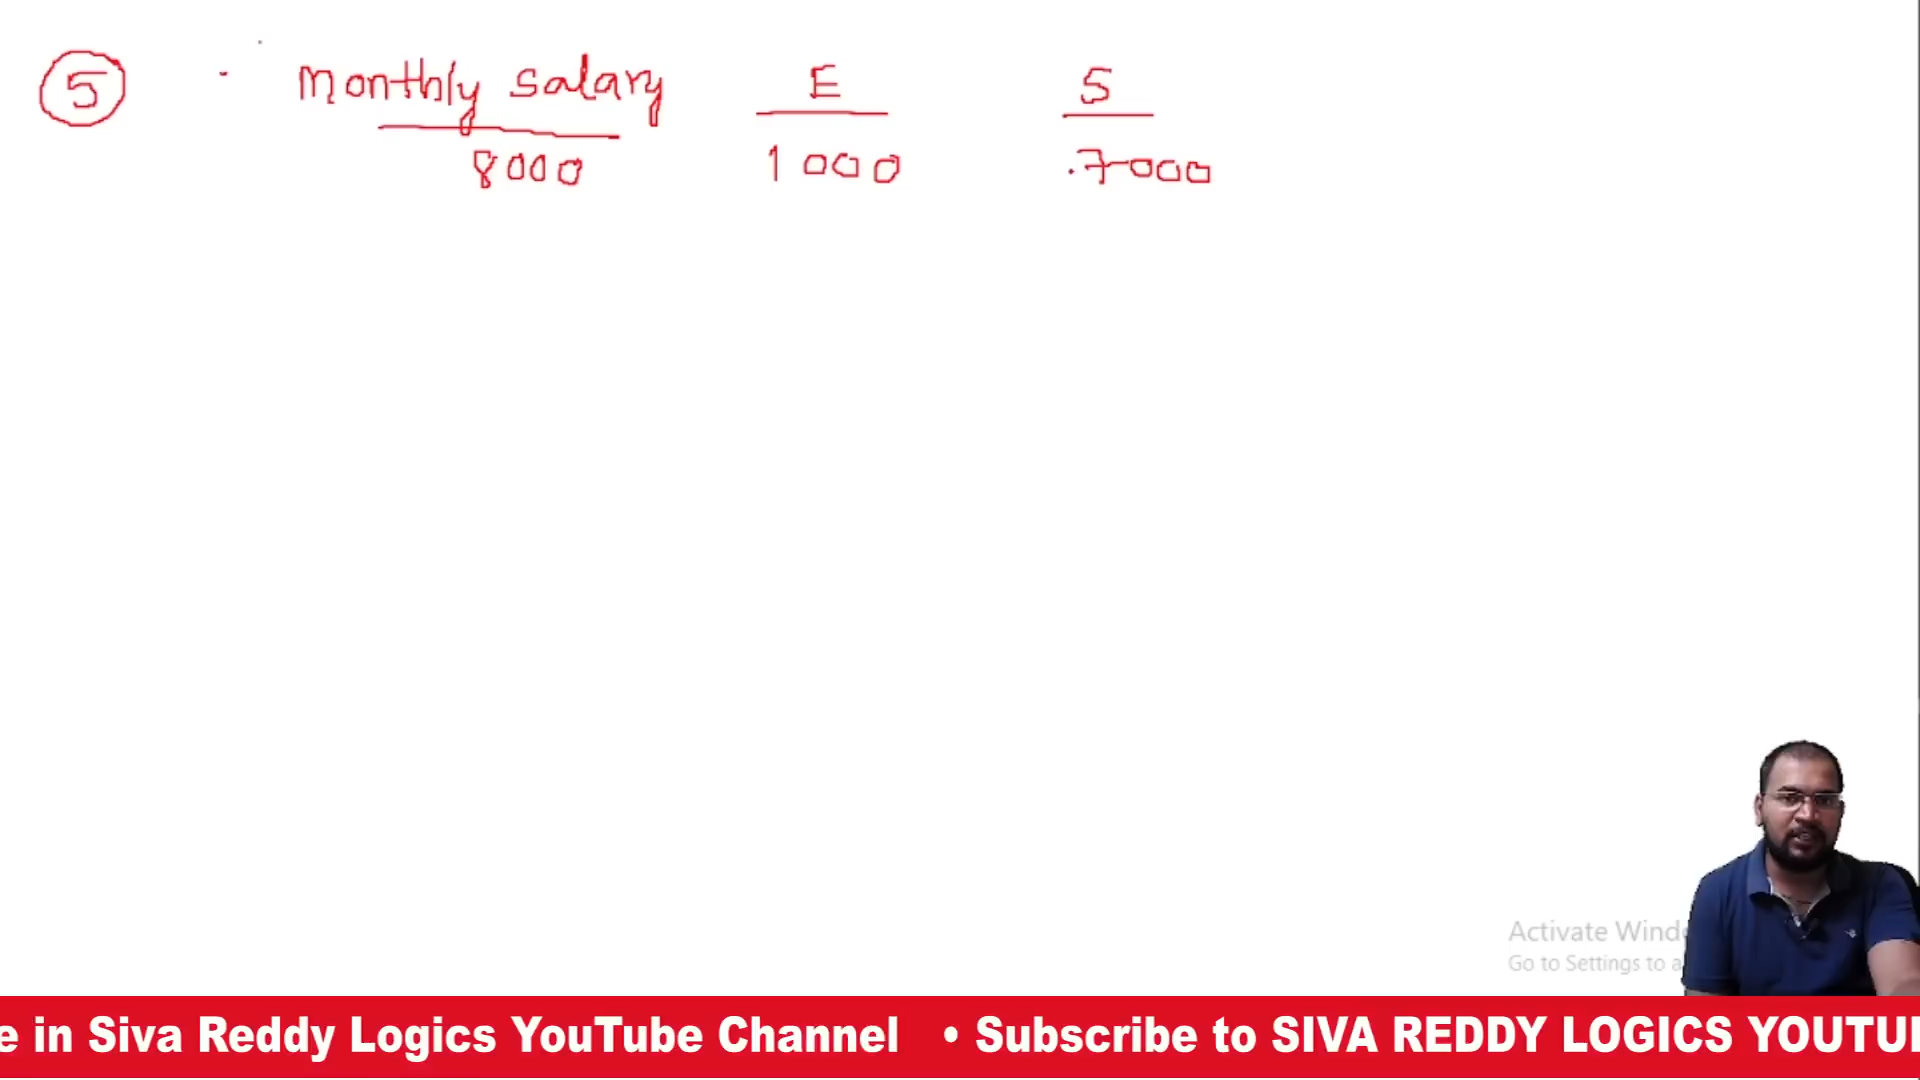 5 Monthly salary E S
8000 1000 7000
Activate Wind
Go to Settings to a
e in Siva Reddy Logics YouTube Channel • Subscribe to SIVA REDDY LOGICS YOUTU